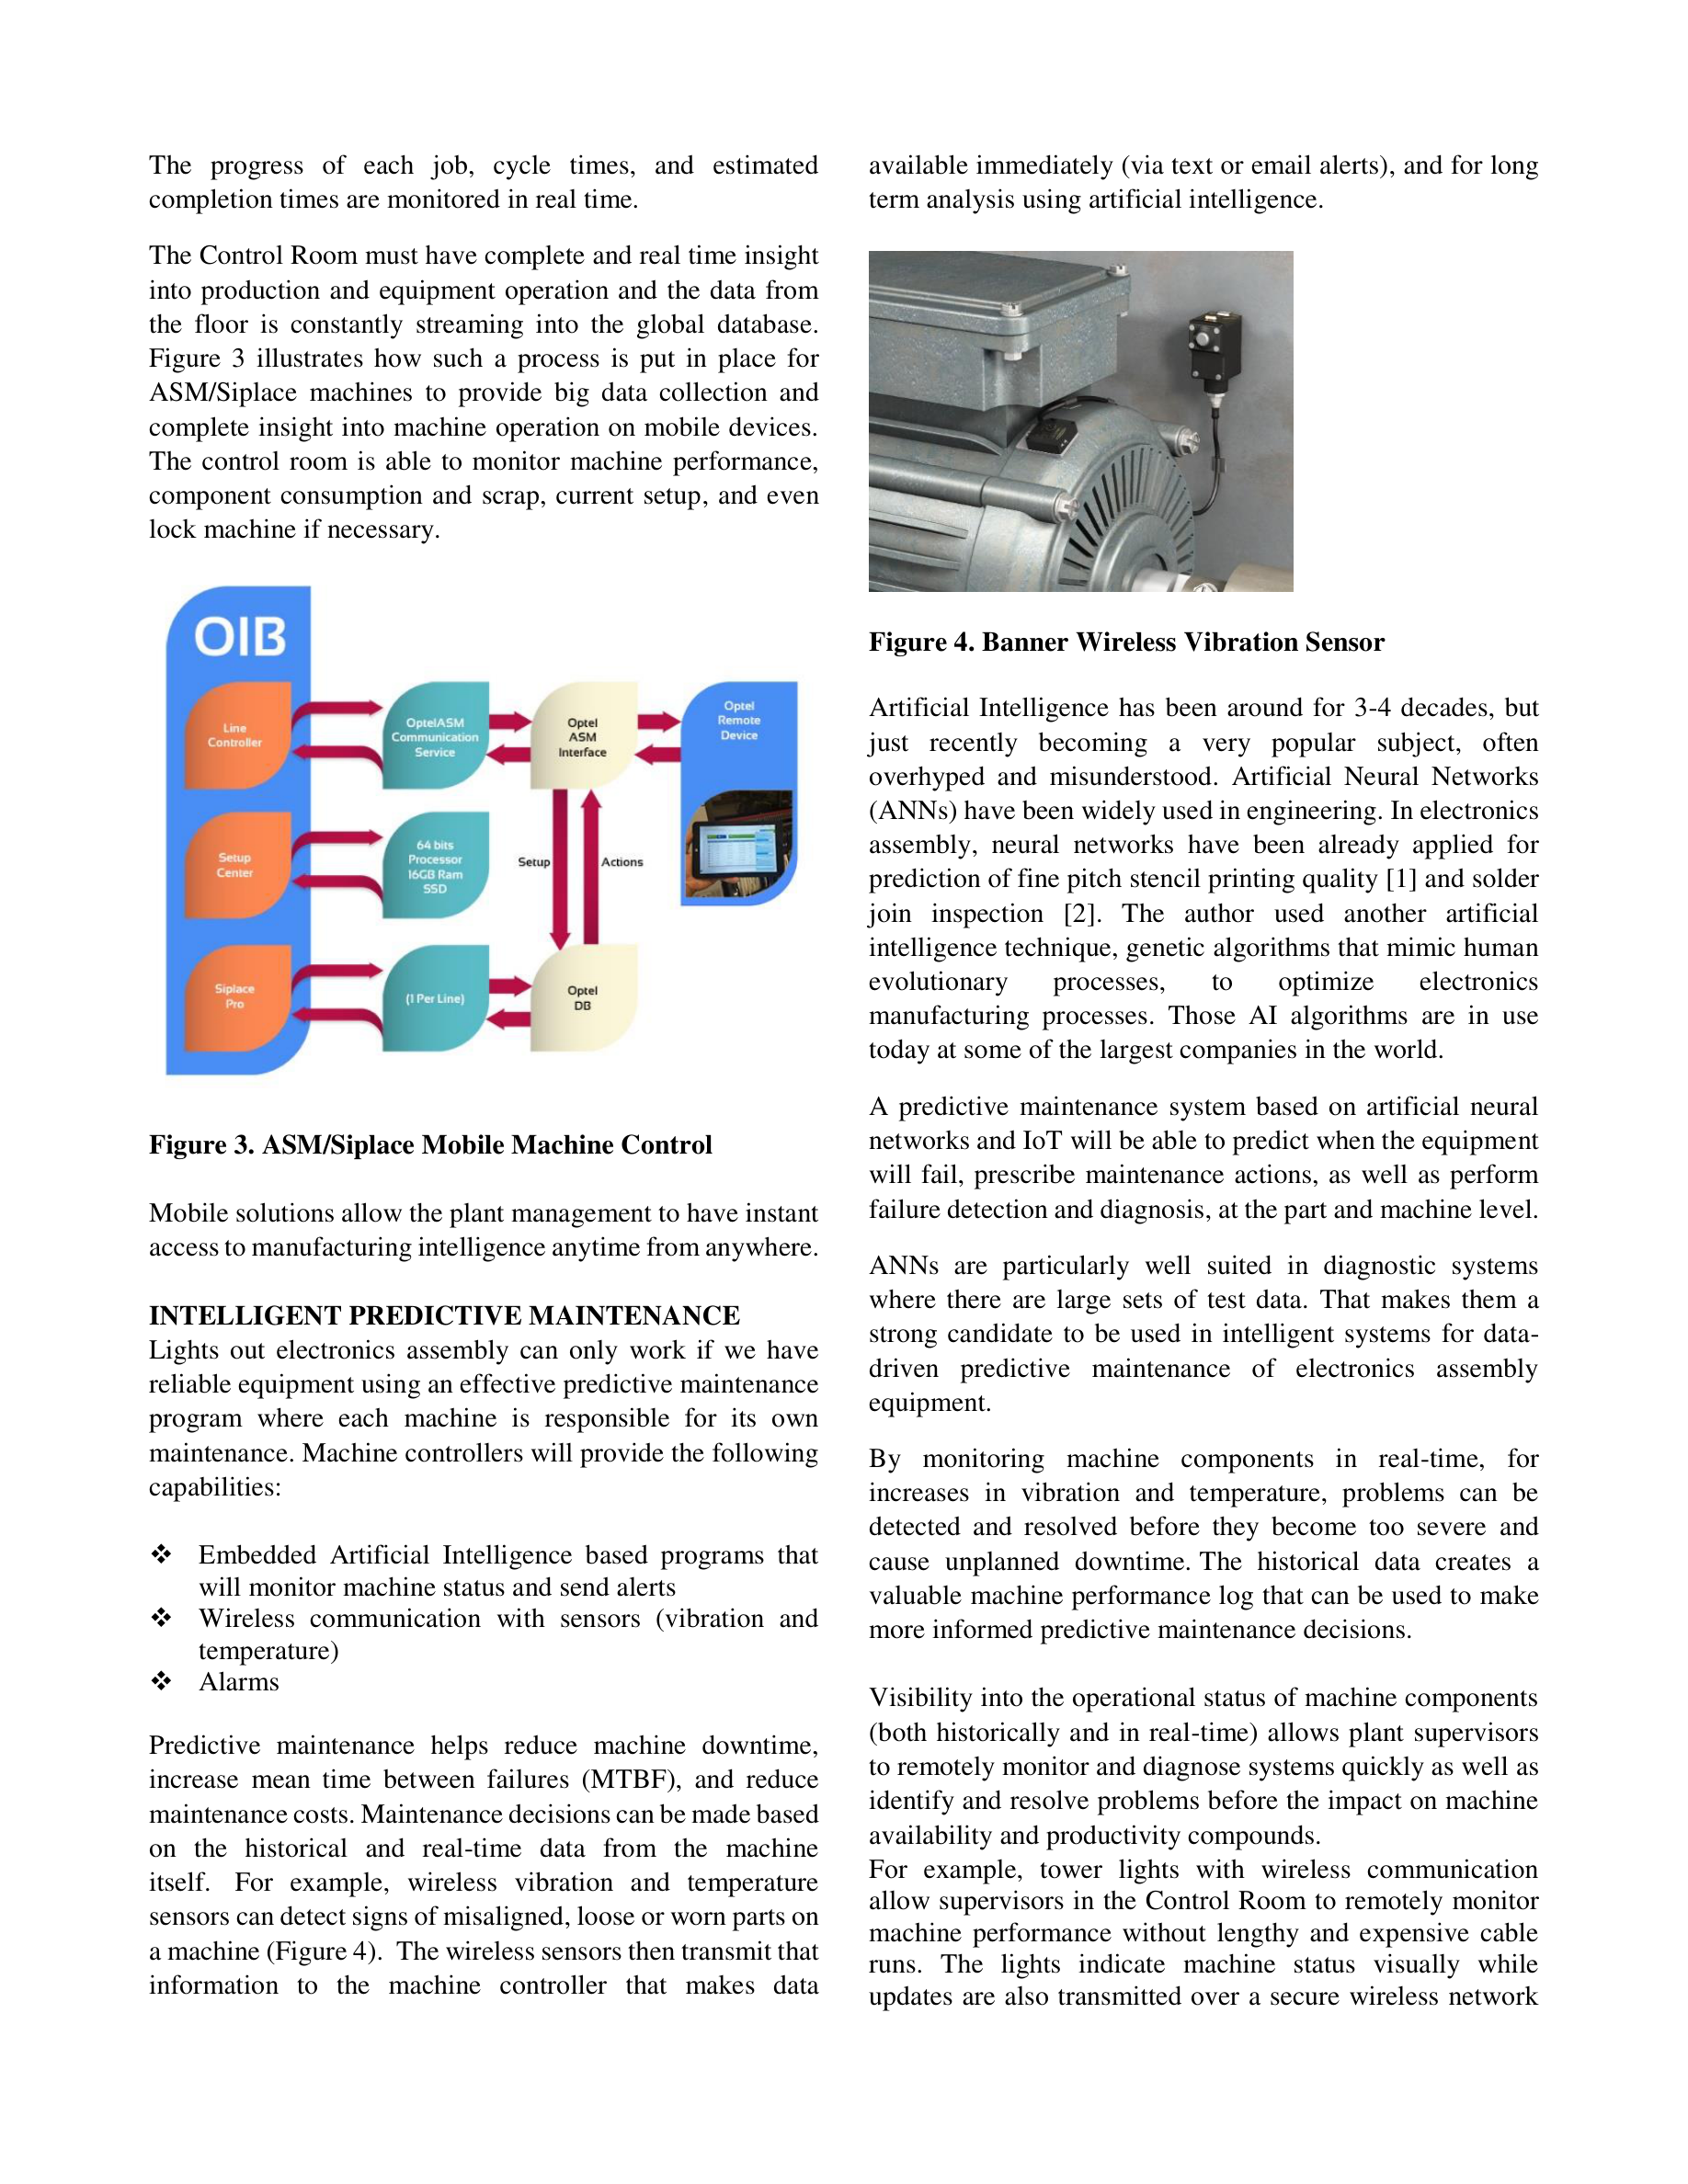 The progress of each job, cycle times, and estimated
completion times are monitored in real time.
The Control Room must have complete and real time insight
into production and equipment operation and the data from
the floor is constantly streaming into the global database.
Figure 3 illustrates how such a process is put in place for
ASM/Siplace machines to provide big data collection and
complete insight into machine operation on mobile devices.
The control room is able to monitor machine performance,
component consumption and scrap, current setup, and even
lock machine if necessary.
OIB
Line
Controller
OptelASM
Communication
Service
Optel
ASM
Interface
Optel
Remote
Device
Setup
Center
64 bits
Processor
16GB Ram
SSD
Setup
Actions
Siplace
Pro
(1 Per Line)
Optel
DB
Figure 3. ASM/Siplace Mobile Machine Control
Mobile solutions allow the plant management to have instant
access to manufacturing intelligence anytime from anywhere.
INTELLIGENT PREDICTIVE MAINTENANCE
Lights out electronics assembly can only work if we have
reliable equipment using an effective predictive maintenance
program where each machine is responsible for its own
maintenance. Machine controllers will provide the following
capabilities:
❖ Embedded Artificial Intelligence based programs that
will monitor machine status and send alerts
❖ Wireless communication with sensors (vibration and
temperature)
❖ Alarms
Predictive maintenance helps reduce machine downtime,
increase mean time between failures (MTBF), and reduce
maintenance costs. Maintenance decisions can be made based
on the historical and real-time data from the machine
itself. For example, wireless vibration and temperature
sensors can detect signs of misaligned, loose or worn parts on
a machine (Figure 4). The wireless sensors then transmit that
information to the machine controller that makes data
available immediately (via text or email alerts), and for long
term analysis using artificial intelligence.
Figure 4. Banner Wireless Vibration Sensor
Artificial Intelligence has been around for 3-4 decades, but
just recently becoming a very popular subject, often
overhyped and misunderstood. Artificial Neural Networks
(ANNs) have been widely used in engineering. In electronics
assembly, neural networks have been already applied for
prediction of fine pitch stencil printing quality [1] and solder
join inspection [2]. The author used another artificial
intelligence technique, genetic algorithms that mimic human
evolutionary processes, to optimize electronics
manufacturing processes. Those AI algorithms are in use
today at some of the largest companies in the world.
A predictive maintenance system based on artificial neural
networks and IoT will be able to predict when the equipment
will fail, prescribe maintenance actions, as well as perform
failure detection and diagnosis, at the part and machine level.
ANNs are particularly well suited in diagnostic systems
where there are large sets of test data. That makes them a
strong candidate to be used in intelligent systems for data-
driven predictive maintenance of electronics assembly
equipment.
By monitoring machine components in real-time, for
increases in vibration and temperature, problems can be
detected and resolved before they become too severe and
cause unplanned downtime. The historical data creates a
valuable machine performance log that can be used to make
more informed predictive maintenance decisions.
Visibility into the operational status of machine components
(both historically and in real-time) allows plant supervisors
to remotely monitor and diagnose systems quickly as well as
identify and resolve problems before the impact on machine
availability and productivity compounds.
For example, tower lights with wireless communication
allow supervisors in the Control Room to remotely monitor
machine performance without lengthy and expensive cable
runs. The lights indicate machine status visually while
updates are also transmitted over a secure wireless network